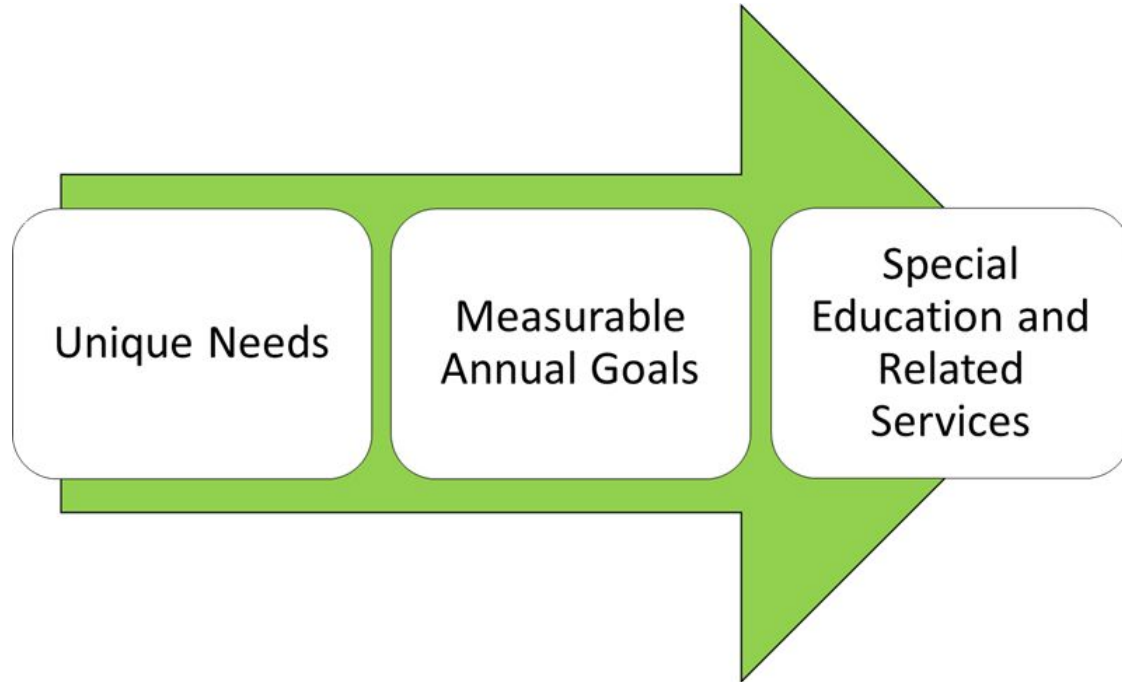 Unique Needs
Measurable
Annual Goals
Special
Education and
Related
Services